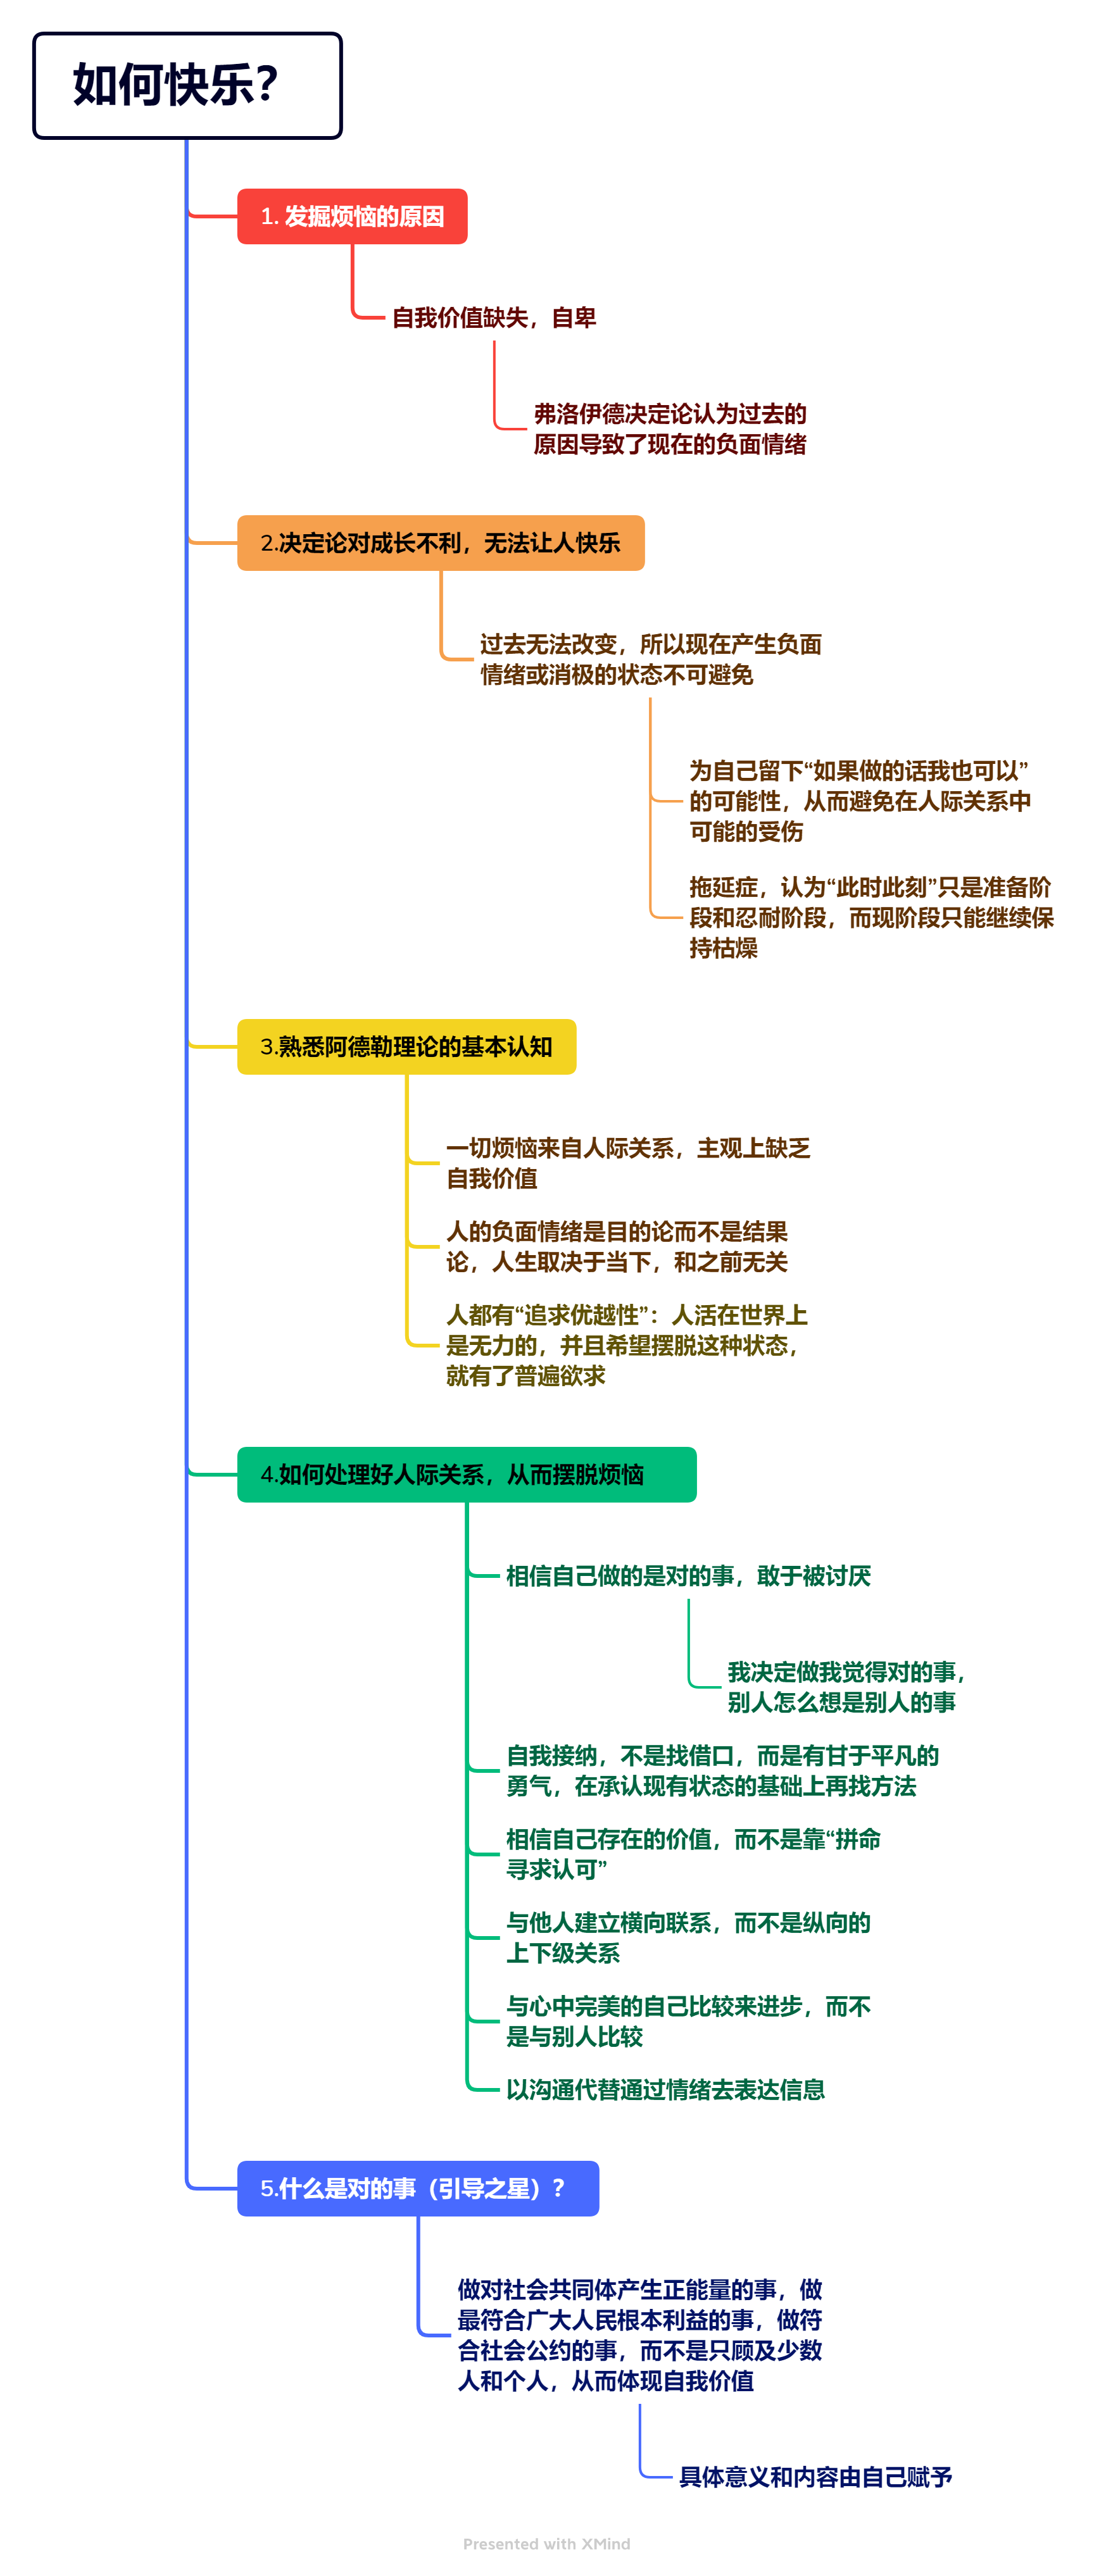 如何快乐？
1. 发掘烦恼的原因
自我价值缺失，自卑
弗洛伊德决定论认为过去的
原因导致了现在的负面情绪
2.决定论对成长不利，无法让人快乐
过去无法改变，所以现在产生负面
情绪或消极的状态不可避免
为自己留下“如果做的话我也可以”
的可能性，从而避免在人际关系中
可能的受伤
拖延症，认为“此时此刻”只是准备阶
段和忍耐阶段，而现阶段只能继续保
持枯燥
3.熟悉阿德勒理论的基本认知
一切烦恼来自人际关系，主观上缺乏
自我价值
人的负面情绪是目的论而不是结果
论，人生取决于当下，和之前无关
人都有“追求优越性”：人活在世界上
是无力的，并且希望摆脱这种状态，
就有了普遍欲求
4.如何处理好人际关系，从而摆脱烦恼
相信自己做的是对的事，敢于被讨厌
我决定做我觉得对的事，
别人怎么想是别人的事
自我接纳，不是找借口，而是有甘于平凡的
勇气，在承认现有状态的基础上再找方法
相信自己存在的价值，而不是靠“拼命
寻求认可”
与他人建立横向联系，而不是纵向的
上下级关系
与心中完美的自己比较来进步，而不
是与别人比较
以沟通代替通过情绪去表达信息
5.什么是对的事（引导之星）？
做对社会共同体产生正能量的事，做
最符合广大人民根本利益的事，做符
合社会公约的事，而不是只顾及少数
人和个人，从而体现自我价值
具体意义和内容由自己赋予
Presented with XMind